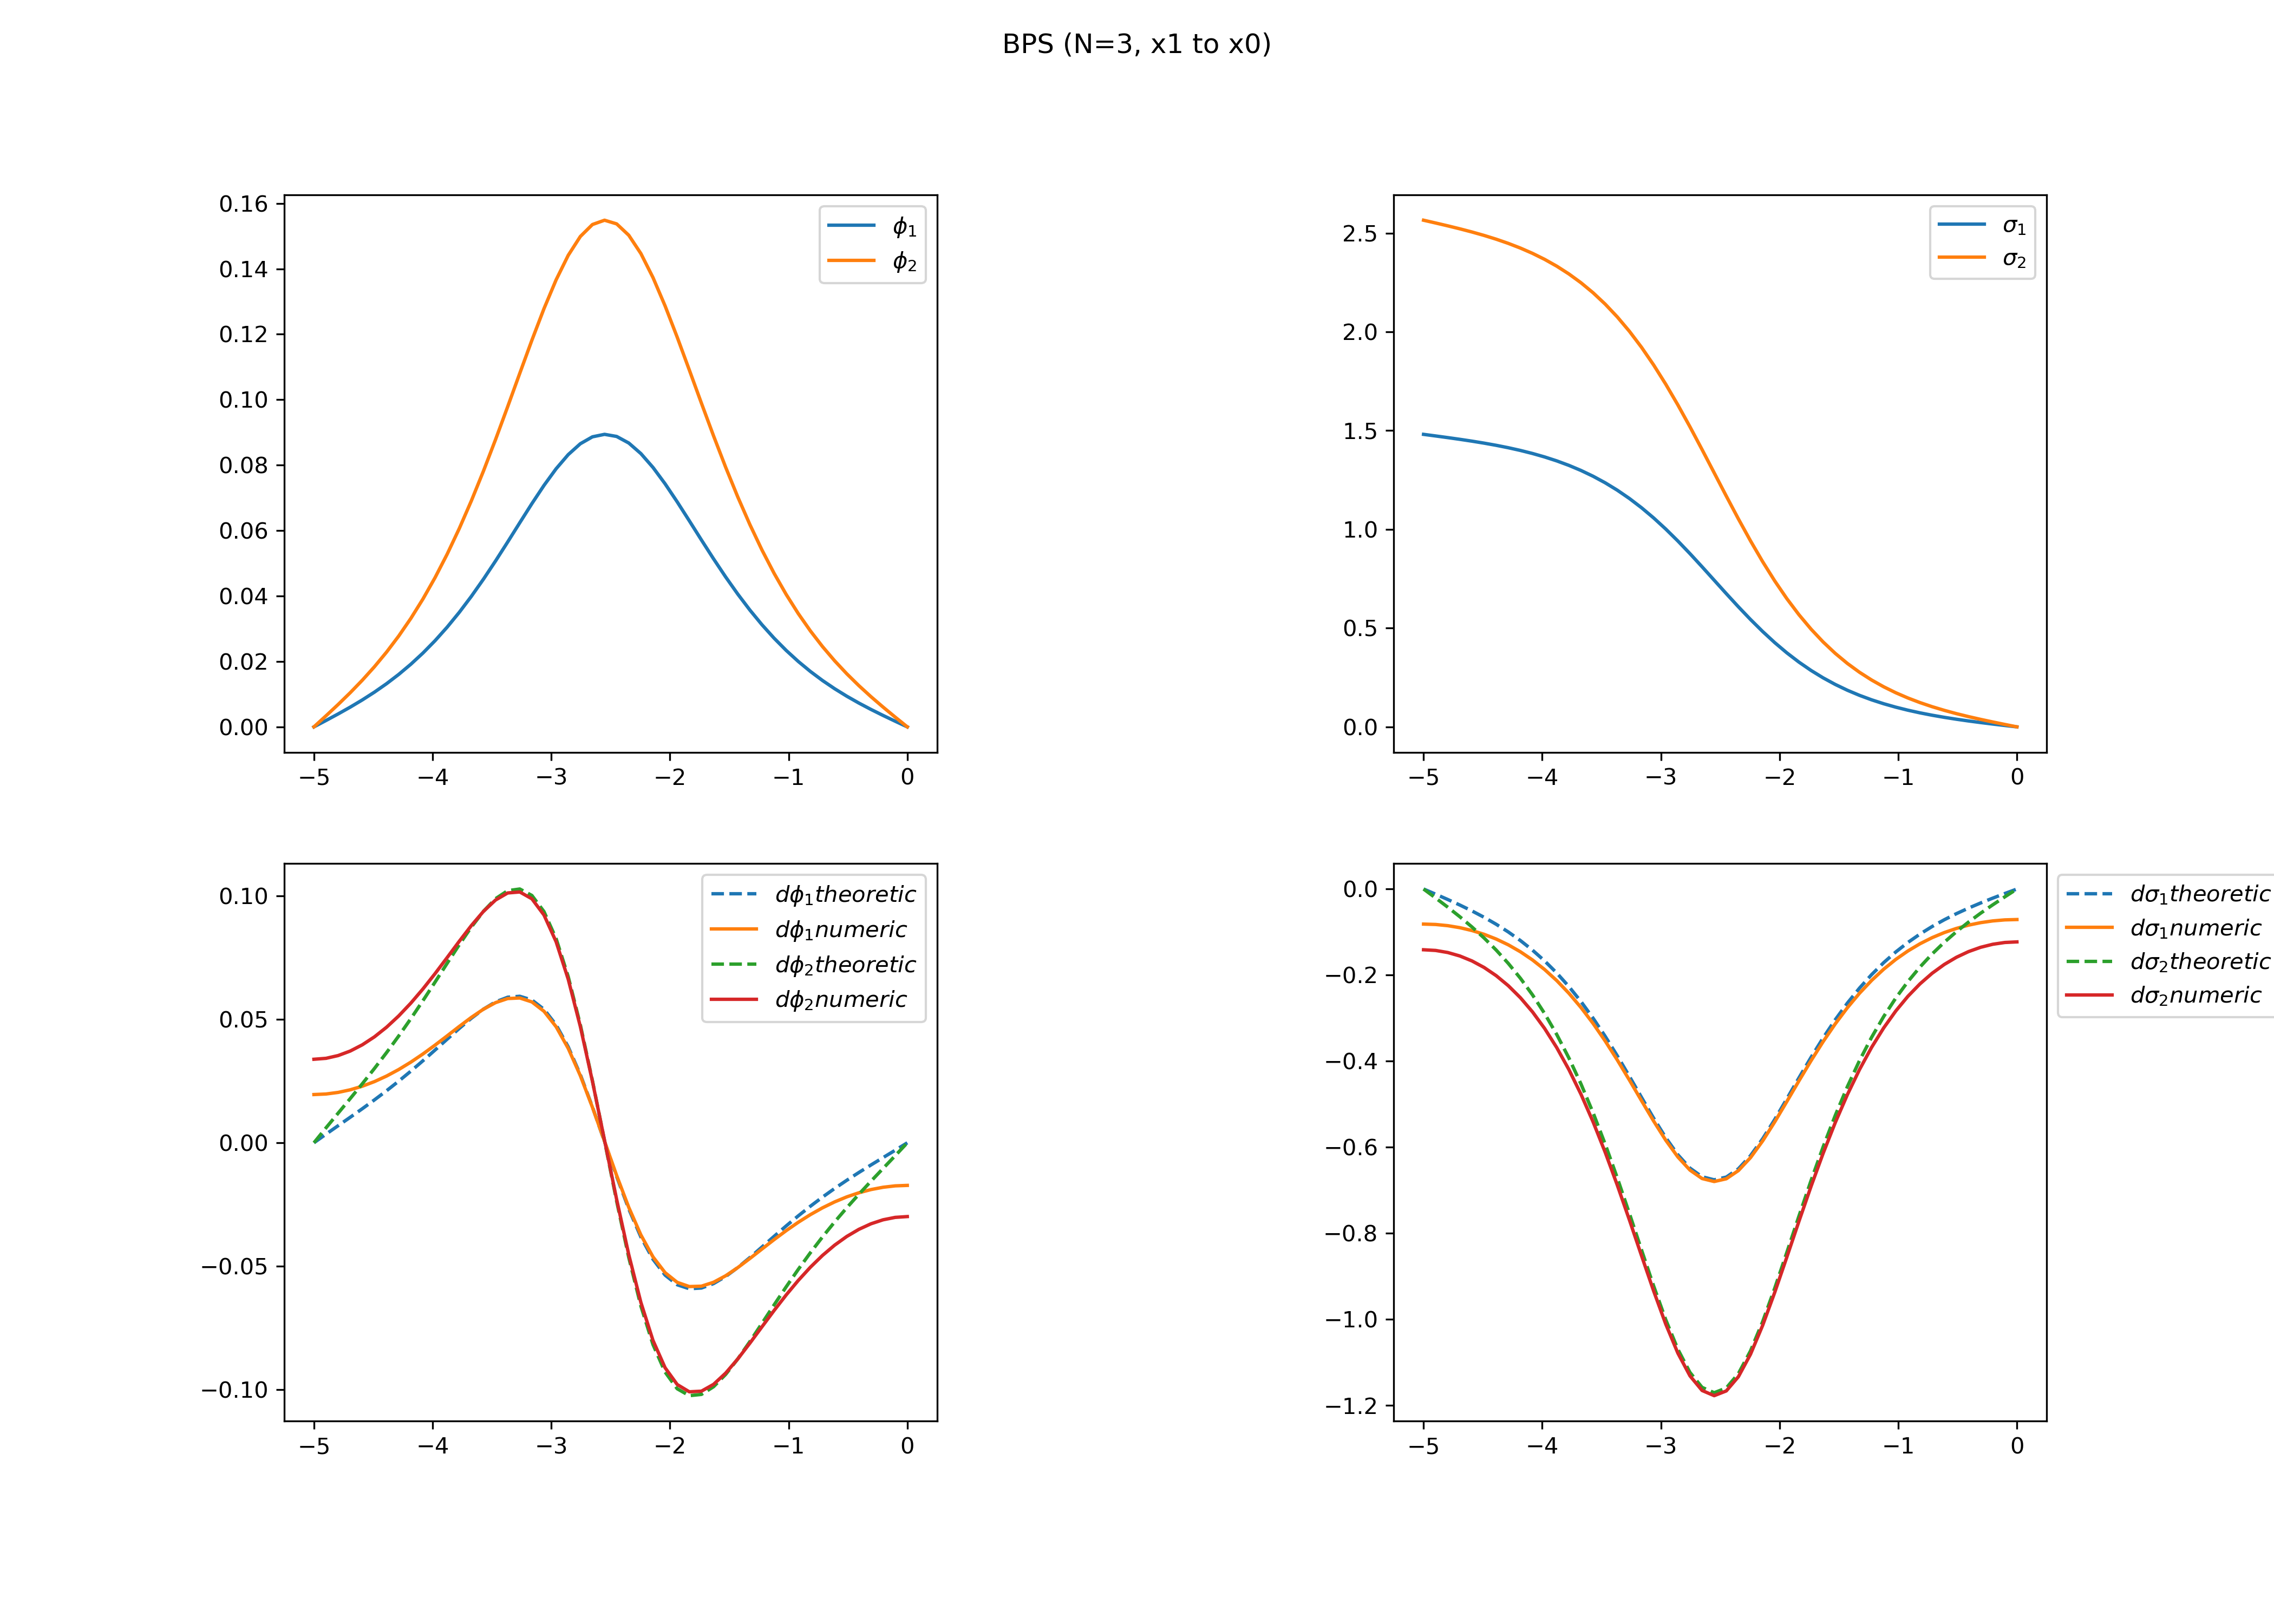 BPS (N=3, x1 to x0)
0.16
0.14
0.12
0.10
0.08
0.06
0.04
0.02
0.00
−5 −4 −3 −2 −1 0
ϕ₁
ϕ₂
2.5
2.0
1.5
1.0
0.5
0.0
−5 −4 −3 −2 −1 0
σ₁
σ₂
0.10
0.05
0.00
−0.05
−0.10
−5 −4 −3 −2 −1 0
dϕ₁theoretic
dϕ₁numeric
dϕ₂theoretic
dϕ₂numeric
0.0
−0.2
−0.4
−0.6
−0.8
−1.0
−1.2
−5 −4 −3 −2 −1 0
dσ₁theoretic
dσ₁numeric
dσ₂theoretic
dσ₂numeric